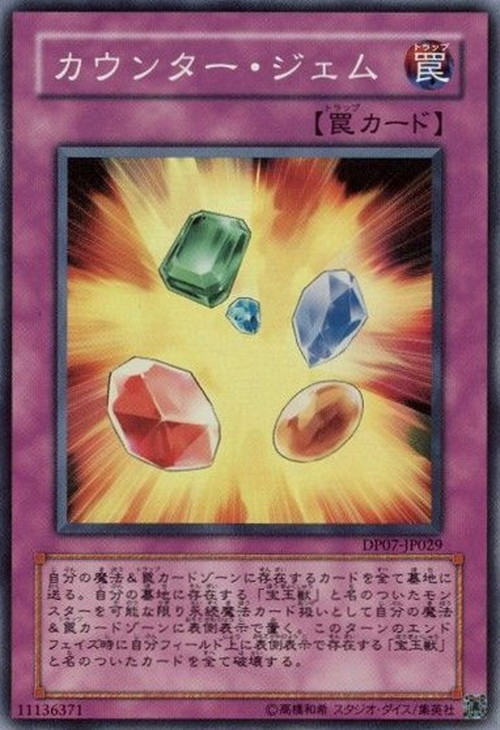 カウンター・ジェム
罠
【罠カード】
DP07-JP029
自分の魔法&罠カードゾーンに存在するカードを全て墓地に
送る。自分の墓地に存在する「宝玉獣」と名のついたモン
スターを可能な限り永続魔法カード扱いとして自分の魔法
&罠カードゾーンに表側表示で置く。このターンのエンド
フェイズ時に自分フィールド上に表側表示で存在する「宝玉獣」
と名のついたカードを全て破壊する。
11136371 ©高橋和希 スタジオ・ダイス/集英社